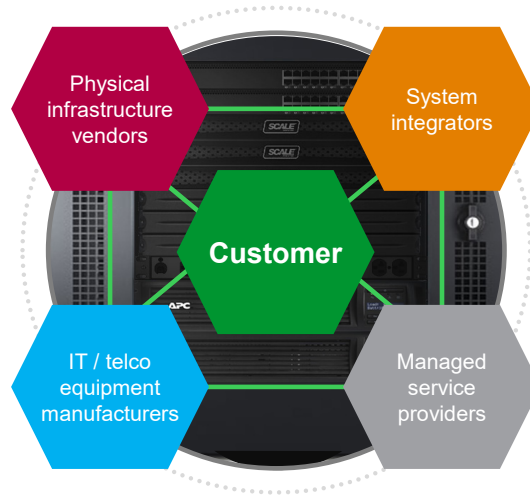 Physical
infrastructure
vendors
System
integrators
SCALE
SCALE
Customer
APC
IT / telco
equipment
manufacturers
Managed
service
providers